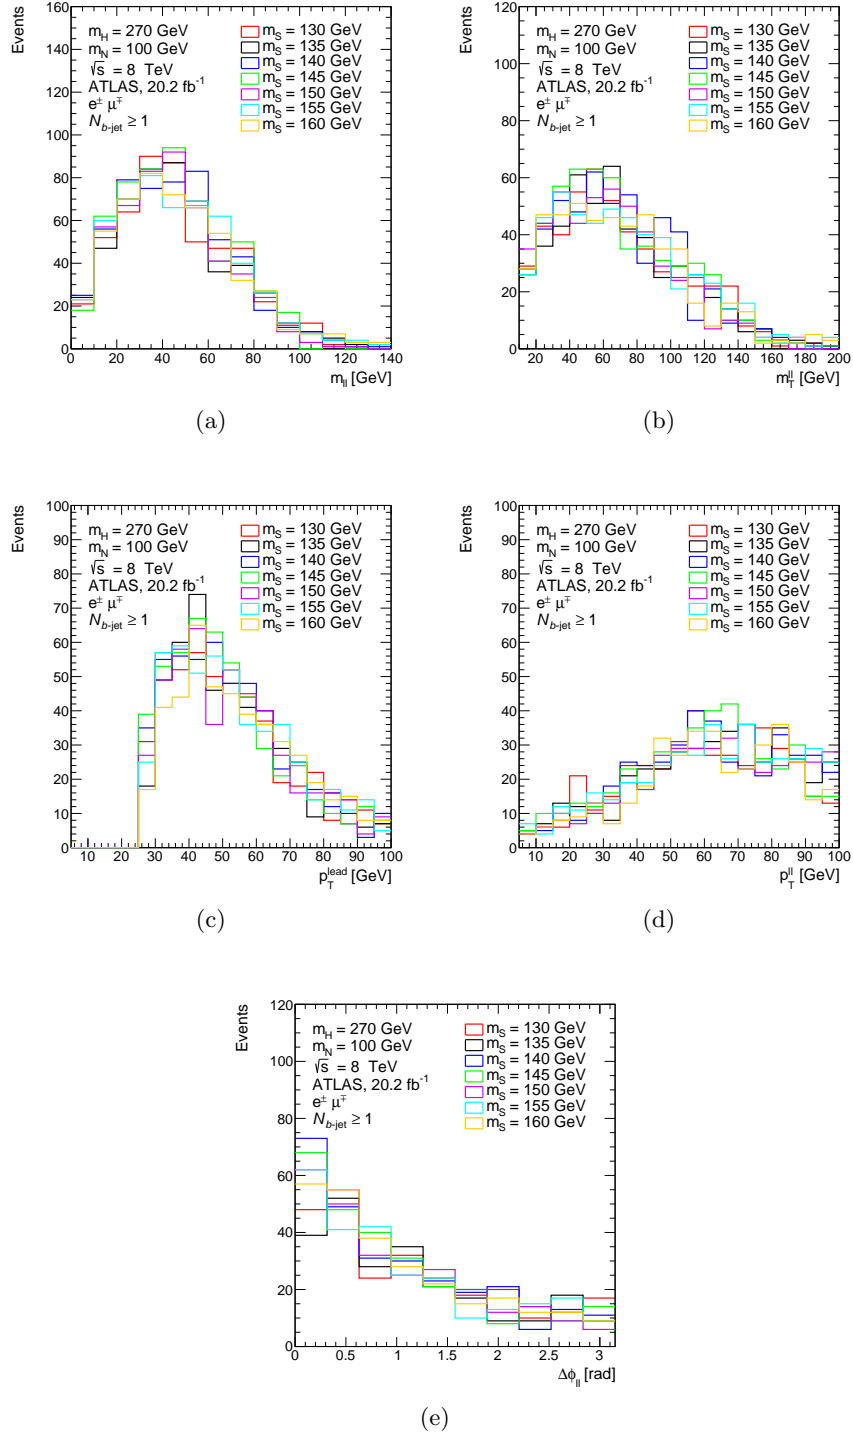 Events
160
140
120
100
80
60
40
20
0
m_H = 270 GeV
m_N = 100 GeV
√s = 8 TeV
ATLAS, 20.2 fb⁻¹
e± μ∓
N_b-jet ≥ 1
m_S = 130 GeV
m_S = 135 GeV
m_S = 140 GeV
m_S = 145 GeV
m_S = 150 GeV
m_S = 155 GeV
m_S = 160 GeV
0 20 40 60 80 100 120 140
m_ll [GeV]
(a)
Events
120
100
80
60
40
20
0
m_H = 270 GeV
m_N = 100 GeV
√s = 8 TeV
ATLAS, 20.2 fb⁻¹
e± μ∓
N_b-jet ≥ 1
m_S = 130 GeV
m_S = 135 GeV
m_S = 140 GeV
m_S = 145 GeV
m_S = 150 GeV
m_S = 155 GeV
m_S = 160 GeV
20 40 60 80 100 120 140 160 180 200
m_T^ll [GeV]
(b)
Events
100
90
80
70
60
50
40
30
20
10
0
m_H = 270 GeV
m_N = 100 GeV
√s = 8 TeV
ATLAS, 20.2 fb⁻¹
e± μ∓
N_b-jet ≥ 1
m_S = 130 GeV
m_S = 135 GeV
m_S = 140 GeV
m_S = 145 GeV
m_S = 150 GeV
m_S = 155 GeV
m_S = 160 GeV
10 20 30 40 50 60 70 80 90 100
p_T^lead [GeV]
(c)
Events
100
90
80
70
60
50
40
30
20
10
0
m_H = 270 GeV
m_N = 100 GeV
√s = 8 TeV
ATLAS, 20.2 fb⁻¹
e± μ∓
N_b-jet ≥ 1
m_S = 130 GeV
m_S = 135 GeV
m_S = 140 GeV
m_S = 145 GeV
m_S = 150 GeV
m_S = 155 GeV
m_S = 160 GeV
10 20 30 40 50 60 70 80 90 100
p_T^ll [GeV]
(d)
Events
120
100
80
60
40
20
0
m_H = 270 GeV
m_N = 100 GeV
√s = 8 TeV
ATLAS, 20.2 fb⁻¹
e± μ∓
N_b-jet ≥ 1
m_S = 130 GeV
m_S = 135 GeV
m_S = 140 GeV
m_S = 145 GeV
m_S = 150 GeV
m_S = 155 GeV
m_S = 160 GeV
0 0.5 1 1.5 2 2.5 3
Δϕ_ll [rad]
(e)